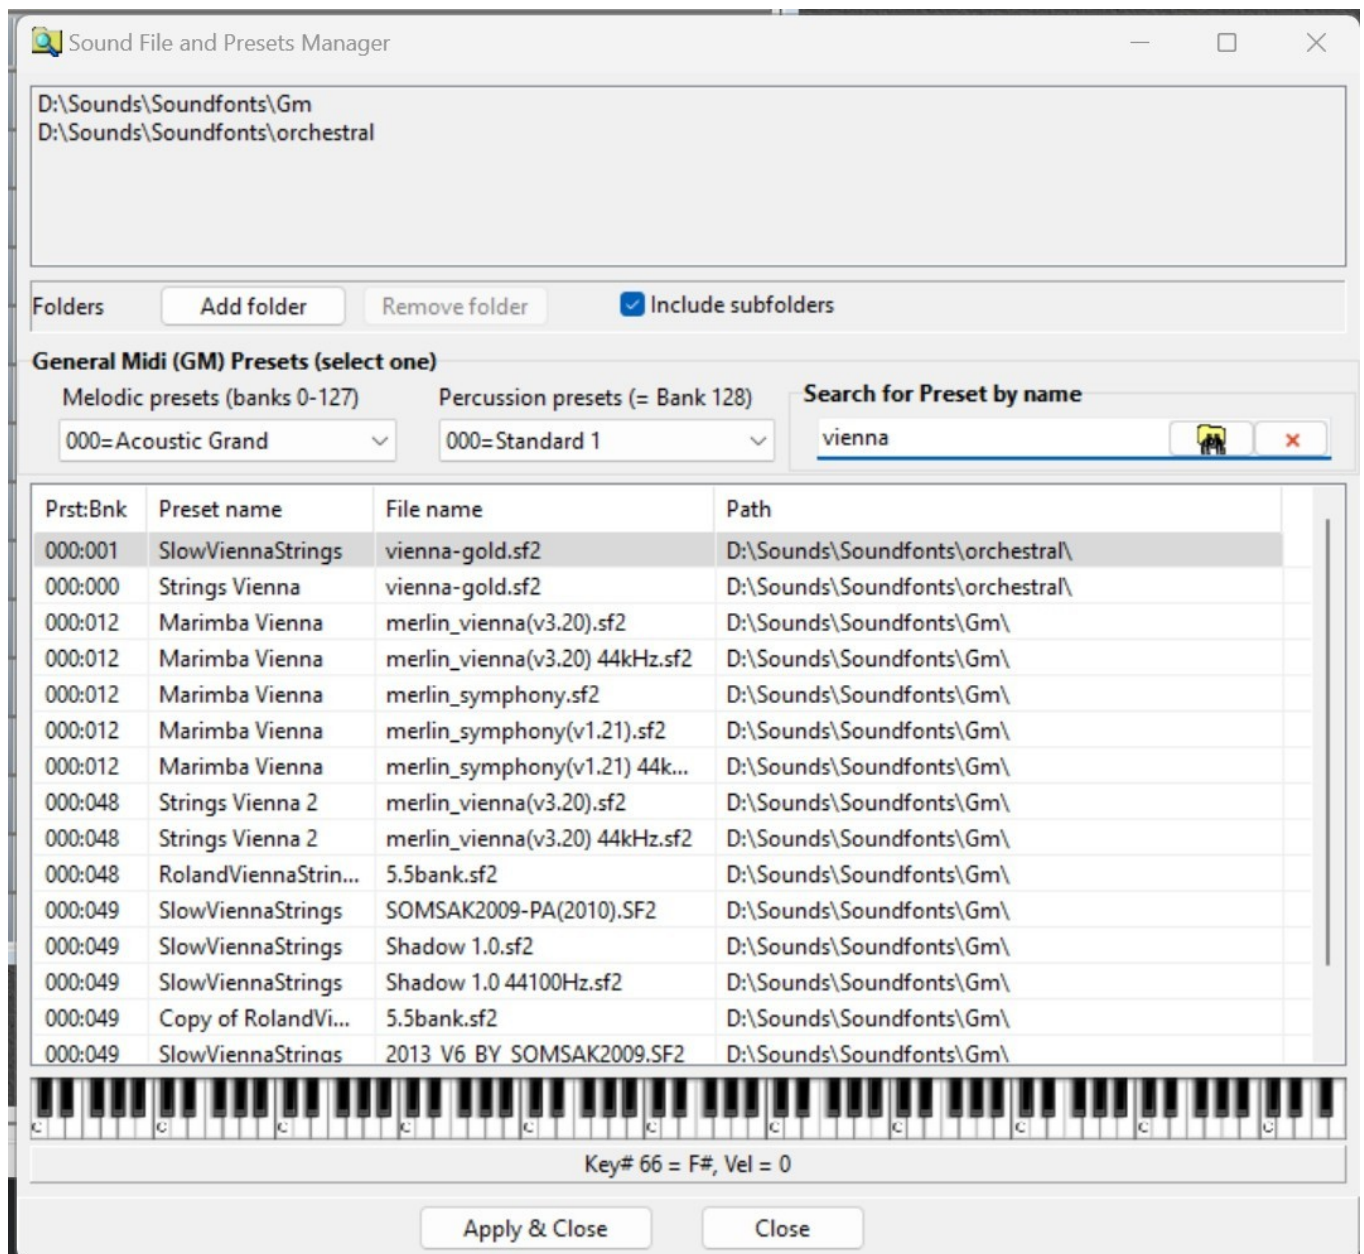 Sound File and Presets Manager
D:\Sounds\Soundfonts\Gm
D:\Sounds\Soundfonts\orchestral
Folders Add folder Remove folder Include subfolders
General Midi (GM) Presets (select one)
Melodic presets (banks 0-127) Percussion presets (= Bank 128) Search for Preset by name
000=Acoustic Grand 000=Standard 1 vienna
Prst:Bnk Preset name File name Path
000:001 SlowViennaStrings vienna-gold.sf2 D:\Sounds\Soundfonts\orchestral\
000:000 Strings Vienna vienna-gold.sf2 D:\Sounds\Soundfonts\orchestral\
000:012 Marimba Vienna merlin_vienna(v3.20).sf2 D:\Sounds\Soundfonts\Gm\
000:012 Marimba Vienna merlin_vienna(v3.20) 44kHz.sf2 D:\Sounds\Soundfonts\Gm\
000:012 Marimba Vienna merlin_symphony.sf2 D:\Sounds\Soundfonts\Gm\
000:012 Marimba Vienna merlin_symphony(v1.21).sf2 D:\Sounds\Soundfonts\Gm\
000:012 Marimba Vienna merlin_symphony(v1.21) 44k... D:\Sounds\Soundfonts\Gm\
000:048 Strings Vienna 2 merlin_vienna(v3.20).sf2 D:\Sounds\Soundfonts\Gm\
000:048 Strings Vienna 2 merlin_vienna(v3.20) 44kHz.sf2 D:\Sounds\Soundfonts\Gm\
000:048 RolandViennaStrin... 5.5bank.sf2 D:\Sounds\Soundfonts\Gm\
000:049 SlowViennaStrings SOMSAK2009-PA(2010).SF2 D:\Sounds\Soundfonts\Gm\
000:049 SlowViennaStrings Shadow 1.0.sf2 D:\Sounds\Soundfonts\Gm\
000:049 SlowViennaStrings Shadow 1.0 44100Hz.sf2 D:\Sounds\Soundfonts\Gm\
000:049 Copy of RolandVi... 5.5bank.sf2 D:\Sounds\Soundfonts\Gm\
000:049 SlowViennaStrings 2013_V6_BY_SOMSAK2009.SF2 D:\Sounds\Soundfonts\Gm\
C C C C C C C C C C C
Key# 66 = F#, Vel = 0
Apply & Close Close